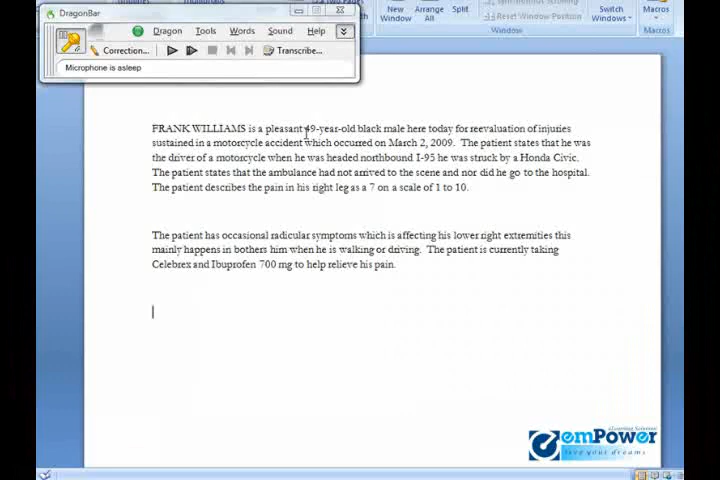 DragonBar
New Window
Arrange All
Split
Reset Window Position
Switch Windows
Macros
Window
Macros
Dragon Tools Words Sound Help
Correction... Transcribe...
Microphone is asleep
FRANK WILLIAMS is a pleasant 49-year-old black male here today for reevaluation of injuries
sustained in a motorcycle accident which occurred on March 2, 2009. The patient states that he was
the driver of a motorcycle when he was headed northbound I-95 he was struck by a Honda Civic.
The patient states that the ambulance had not arrived to the scene and nor did he go to the hospital.
The patient describes the pain in his right leg as a 7 on a scale of 1 to 10.
The patient has occasional radicular symptoms which is affecting his lower right extremities this
mainly happens in bothers him when he is walking or driving. The patient is currently taking
Celebrex and Ibuprofen 700 mg to help relieve his pain.
eLearning Solutions
emPower
live your dreams